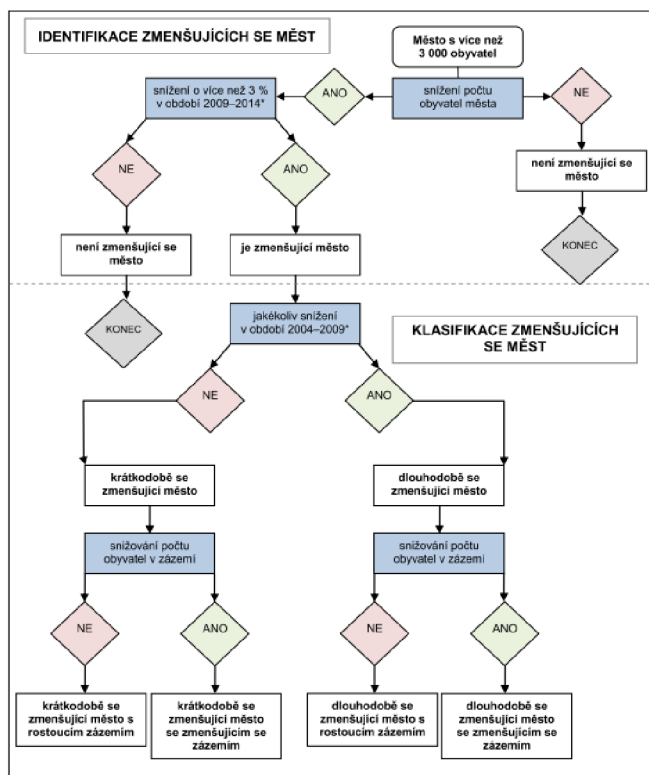 IDENTIFIKACE ZMENŠUJÍCÍCH SE MĚST
Město s více než
3 000 obyvatel
snížení o více než 3 %
v období 2009–2014*
ANO
snížení počtu
obyvatel města
NE
NE
ANO
není zmenšující se
město
není zmenšující se
město
je zmenšující město
KONEC
KONEC
jakékoliv snížení
v období 2004–2009*
KLASIFIKACE ZMENŠUJÍCÍCH
SE MĚST
NE
ANO
krátkodobě se
zmenšující město
dlouhodobě se
zmenšující město
snižování počtu
obyvatel v zázemí
snižování počtu
obyvatel v zázemí
NE
ANO
NE
ANO
krátkodobě se
zmenšující město s
rostoucím zázemím
krátkodobě se
zmenšující město
se zmenšujícím se
zázemím
dlouhodobě se
zmenšující město s
rostoucím zázemím
dlouhodobě se
zmenšující město
se zmenšujícím se
zázemím